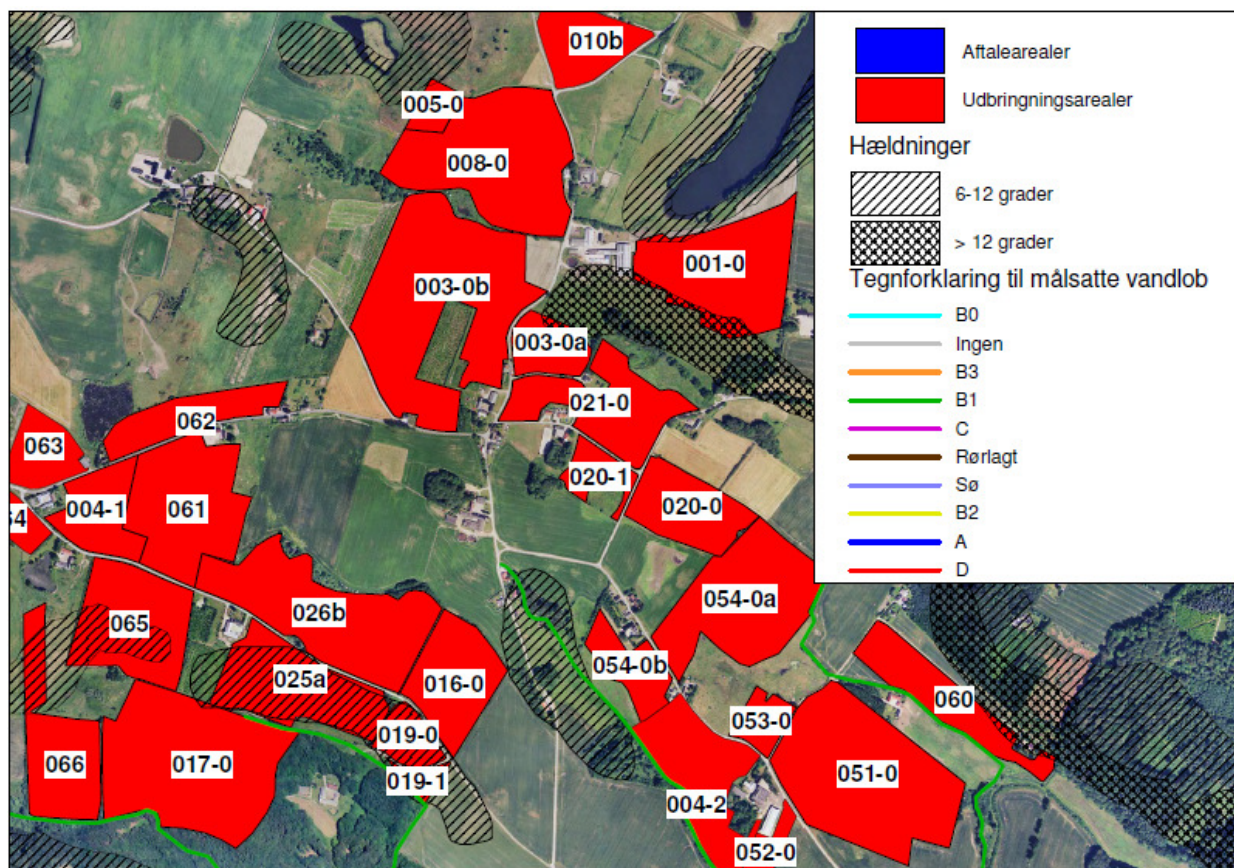 Aftalearealer
Udbringningsarealer
Hældninger
6-12 grader
> 12 grader
Tegnforklaring til målsatte vandlob
B0
Ingen
B3
B1
C
Rørlagt
Sø
B2
A
D
010b
005-0
008-0
001-0
003-0b
003-0a
021-0
062
063
020-1
020-0
004-1
061
64
026b
054-0a
065
054-0b
025a
016-0
060
053-0
019-0
066
017-0
051-0
019-1
004-2
052-0